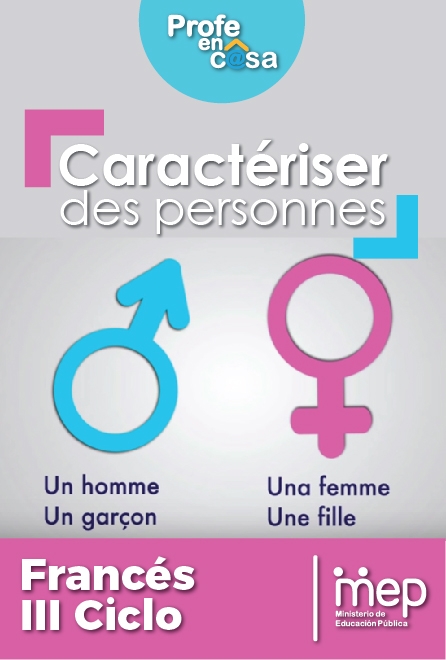 Profe
en
c@sa
Caractériser
des personnes
Un homme
Un garçon
Una femme
Une fille
Francés
III Ciclo
mep
Ministerio de
Educación Pública